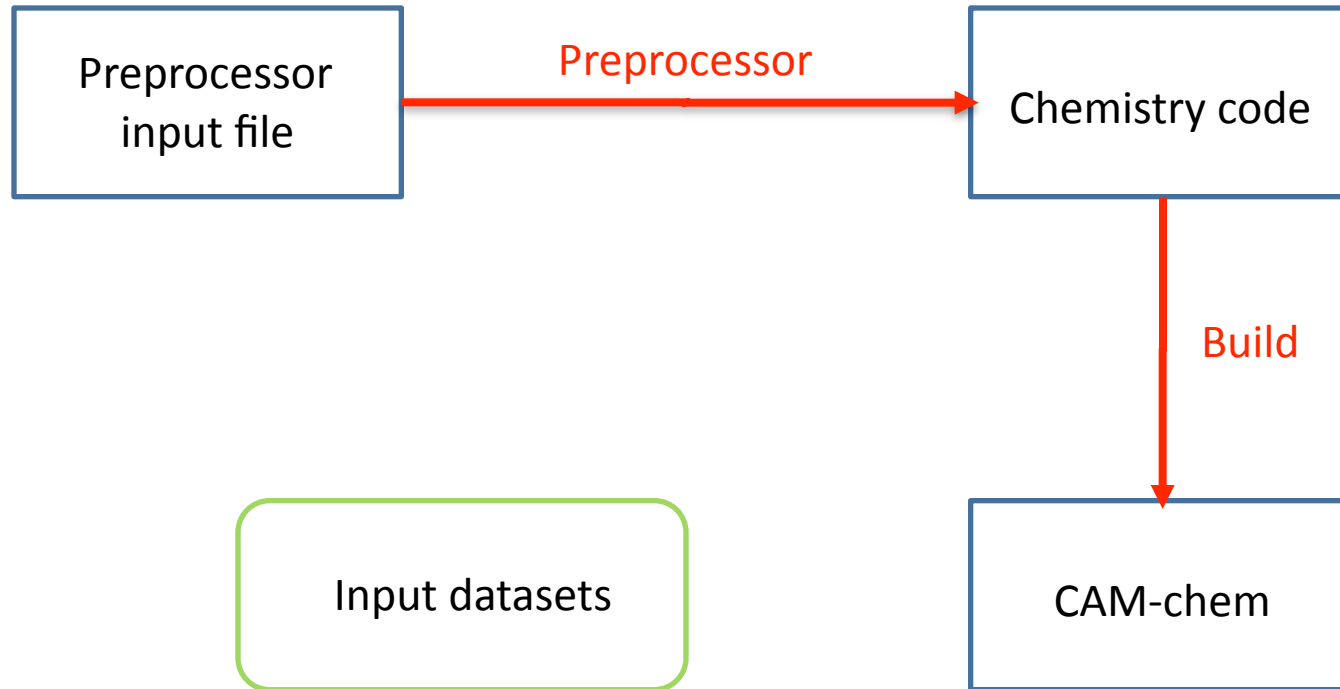 Preprocessor
input file
Preprocessor
Chemistry code
Build
Input datasets
CAM-chem